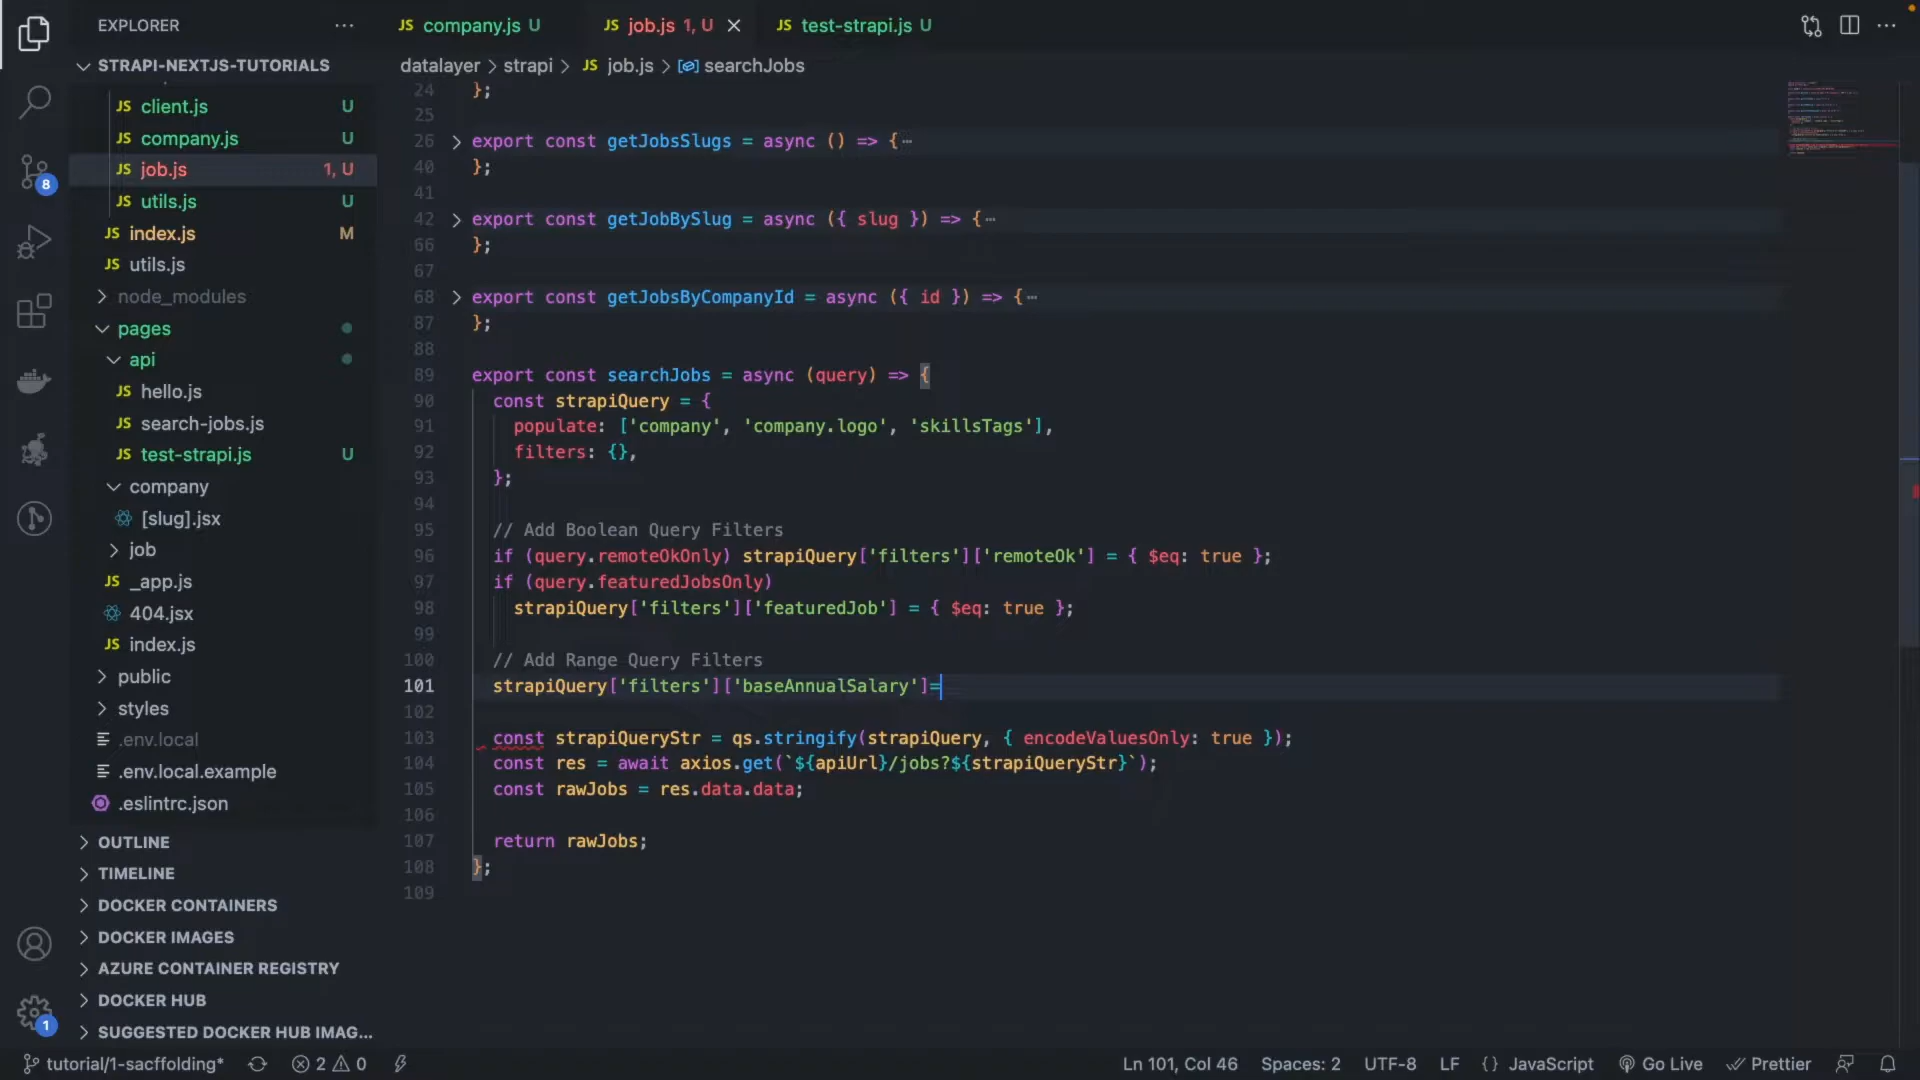 EXPLORER
STRAPI-NEXTJS-TUTORIALS
JS client.js U
JS company.js U
JS job.js 1, U
JS utils.js U
JS index.js M
JS utils.js
node_modules
pages
api
JS hello.js
JS search-jobs.js
JS test-strapi.js U
company
[slug].jsx
job
JS _app.js
404.jsx
JS index.js
public
styles
.env.local
.env.local.example
.eslintrc.json
OUTLINE
TIMELINE
DOCKER CONTAINERS
DOCKER IMAGES
AZURE CONTAINER REGISTRY
DOCKER HUB
SUGGESTED DOCKER HUB IMAG...
8
1
JS company.js U JS job.js 1, U JS test-strapi.js U
datalayer > strapi > JS job.js > searchJobs
24 };
25
26 export const getJobsSlugs = async () => {
40 };
41
42 export const getJobBySlug = async ({ slug }) => {
66 };
67
68 export const getJobsByCompanyId = async ({ id }) => {
87 };
88
89 export const searchJobs = async (query) => {
90 const strapiQuery = {
91 populate: ['company', 'company.logo', 'skillsTags'],
92 filters: {},
93 };
94
95 // Add Boolean Query Filters
96 if (query.remoteOkOnly) strapiQuery['filters']['remoteOk'] = { $eq: true };
97 if (query.featuredJobsOnly)
98 strapiQuery['filters']['featuredJob'] = { $eq: true };
99
100 // Add Range Query Filters
101 strapiQuery['filters']['baseAnnualSalary']=
102
103 const strapiQueryStr = qs.stringify(strapiQuery, { encodeValuesOnly: true });
104 const res = await axios.get(`${apiUrl}/jobs?${strapiQueryStr}`);
105 const rawJobs = res.data.data;
106
107 return rawJobs;
108 };
109
tutorial/1-sacffolding* 2 0 Ln 101, Col 46 Spaces: 2 UTF-8 LF {} JavaScript Go Live Prettier